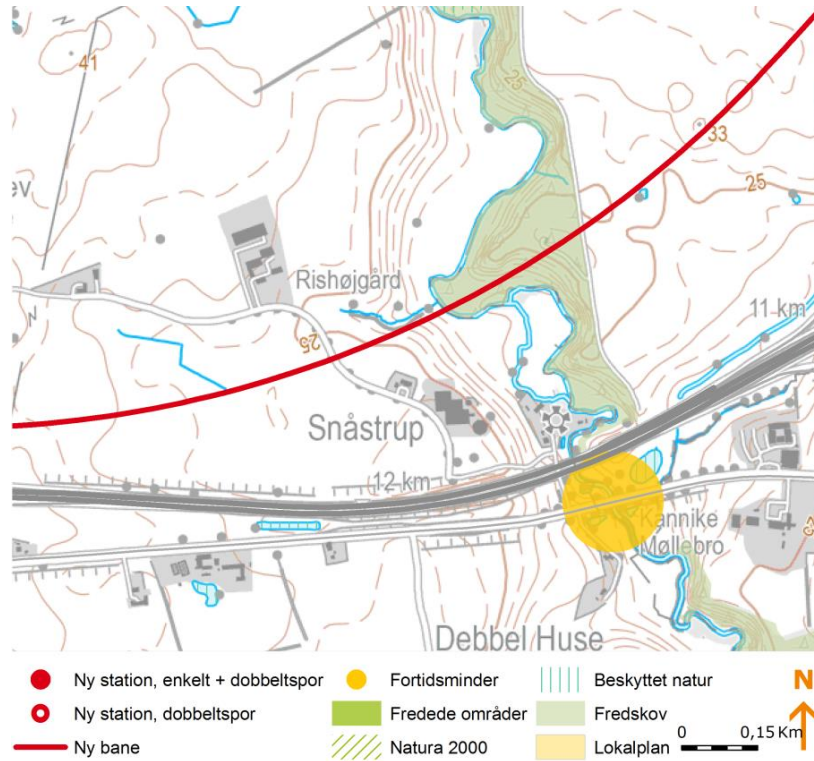 41
25
33
25
ev
Rishøjgård
11 km
25
Snåstrup
12 km
Kannike
Møllebro
Debbel Huse
Ny station, enkelt + dobbeltspor
Fortidsminder
Beskyttet natur
N
Ny station, dobbeltspor
Fredede områder
Fredskov
0 0,15 Km
Ny bane
Natura 2000
Lokalplan